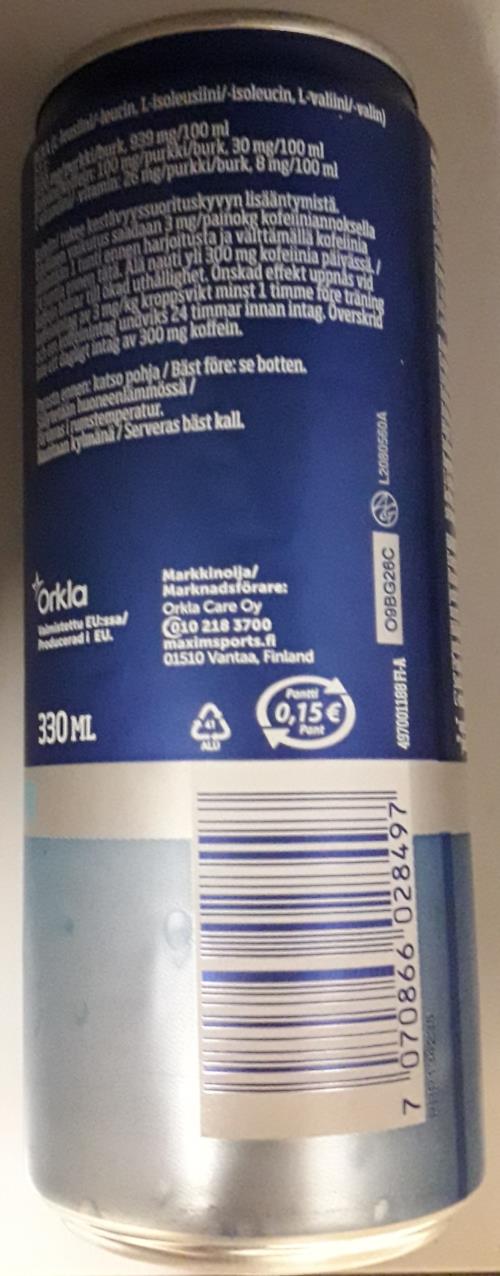 L-isoleusiini/-isoleucin, L-valiini/-valin)
939 mg/100 ml
100 mg/purkki/burk, 30 mg/100 ml
mg/purkki/burk, 8 mg/100 ml
kestävyyssuorituskyvyn lisääntymistä.
saadaan 3 mg/painokg kofeiiniannoksella
1 tunti ennen harjoitusta ja välttämällä kofeiinia
ennen tätä. Älä nauti yli 300 mg kofeiinia päivässä. /
till ökad uthållighet. Önskad effekt uppnås vid
3 mg/kg kroppsvikt minst 1 timme före träning
undviks 24 timmar innan intag. Överskrid
dagligt intag av 300 mg koffein.
ennen: katso pohja / Bäst före: se botten.
huoneenlämmössä /
i rumstemperatur.
kylmänä / Serveras bäst kall.
Orkla
Valmistettu EU:ssa/
Producerad i EU.
Markkinoija/
Marknadsförare:
Orkla Care Oy
010 218 3700
maximsports.fi
01510 Vantaa, Finland
330 ML
41
ALU
Pantti
0,15 €
Pant
497001188 FI-A
O9BG26C
L2080560A
7 070866 028497